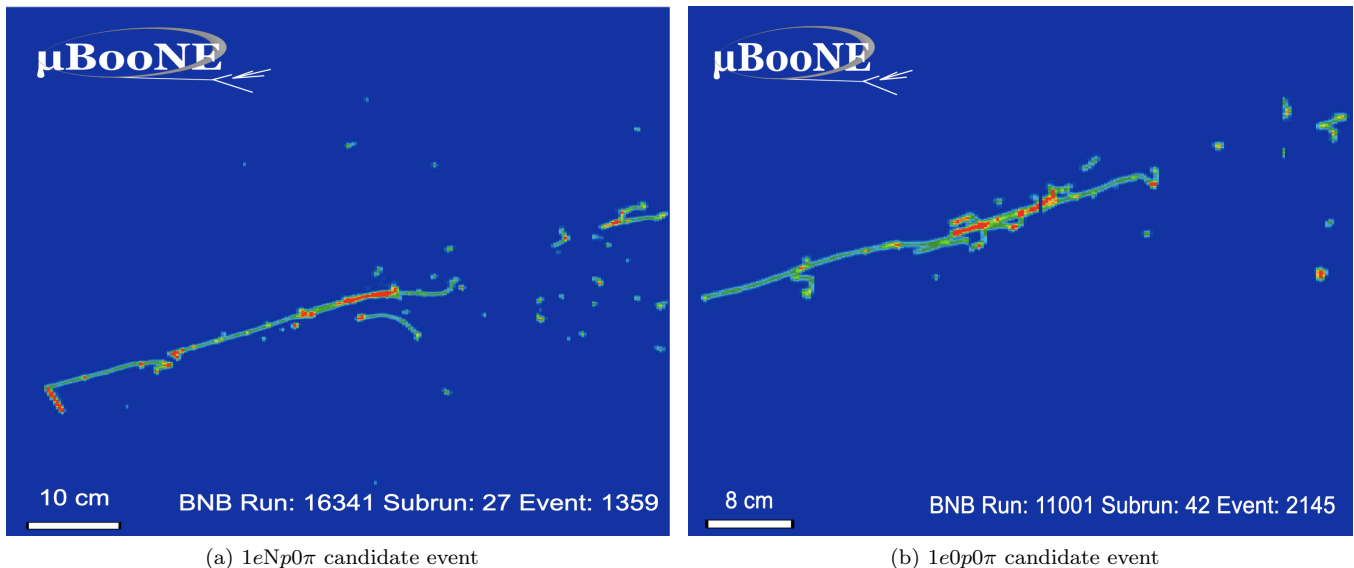 μBooNE
10 cm
BNB Run: 16341 Subrun: 27 Event: 1359
(a) 1eNp0π candidate event
μBooNE
8 cm
BNB Run: 11001 Subrun: 42 Event: 2145
(b) 1e0p0π candidate event